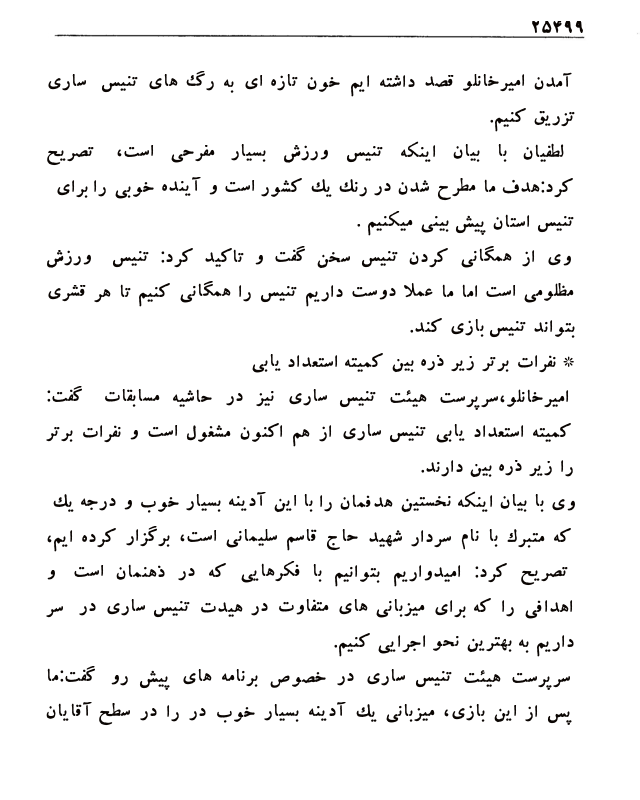 ۲۵۴۹۹
آمدن امیرخانلو قصد داشته ایم خون تازه ای به رگ های تنیس ساری
تزریق کنیم.
لطفیان با بیان اینکه تنیس ورزش بسیار مفرحی است، تصریح
کرد:هدف ما مطرح شدن در رنك یك کشور است و آینده خوبی را برای
تنیس استان پیش بینی میکنیم .
وی از همگانی کردن تنیس سخن گفت و تاکید کرد: تنیس ورزش
مظلومی است اما ما عملا دوست داریم تنیس را همگانی کنیم تا هر قشری
بتواند تنیس بازی کند.
* نفرات برتر زیر ذره بین کمیته استعداد یابی
امیرخانلو،سرپرست هیئت تنیس ساری نیز در حاشیه مسابقات گفت:
کمیته استعداد یابی تنیس ساری از هم اکنون مشغول است و نفرات برتر
را زیر ذره بین دارند.
وی با بیان اینکه نخستین هدفمان را با این آدینه بسیار خوب و درجه یك
که متبرك با نام سردار شهید حاج قاسم سلیمانی است، برگزار کرده ایم،
تصریح کرد: امیدواریم بتوانیم با فکرهایی که در ذهنمان است و
اهدافی را که برای میزبانی های متفاوت در هیدت تنیس ساری در سر
داریم به بهترین نحو اجرایی کنیم.
سرپرست هیئت تنیس ساری در خصوص برنامه های پیش رو گفت:ما
پس از این بازی، میزبانی یك آدینه بسیار خوب در را در سطح آقایان